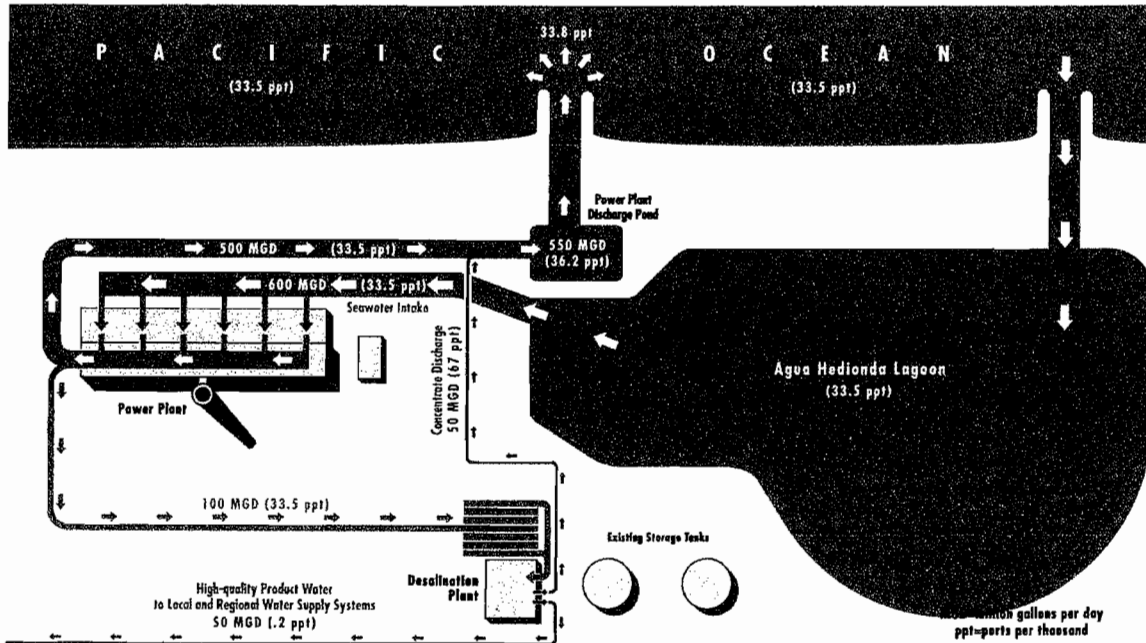 33.8 ppt
PACIFIC
(33.5 ppt)
OCEAN
(33.5 ppt)
Power Plant
Discharge Pond
500 MGD (33.5 ppt)
550 MGD
(36.2 ppt)
600 MGD (33.5 ppt)
Seawater Intake
Concentrate Discharge
50 MGD (67 ppt)
Agua Hedionda Lagoon
(33.5 ppt)
Power Plant
100 MGD (33.5 ppt)
Existing Storage Tanks
Desalination
Plant
High-quality Product Water
to Local and Regional Water Supply Systems
50 MGD (.2 ppt)
gallons per day
ppt=parts per thousand